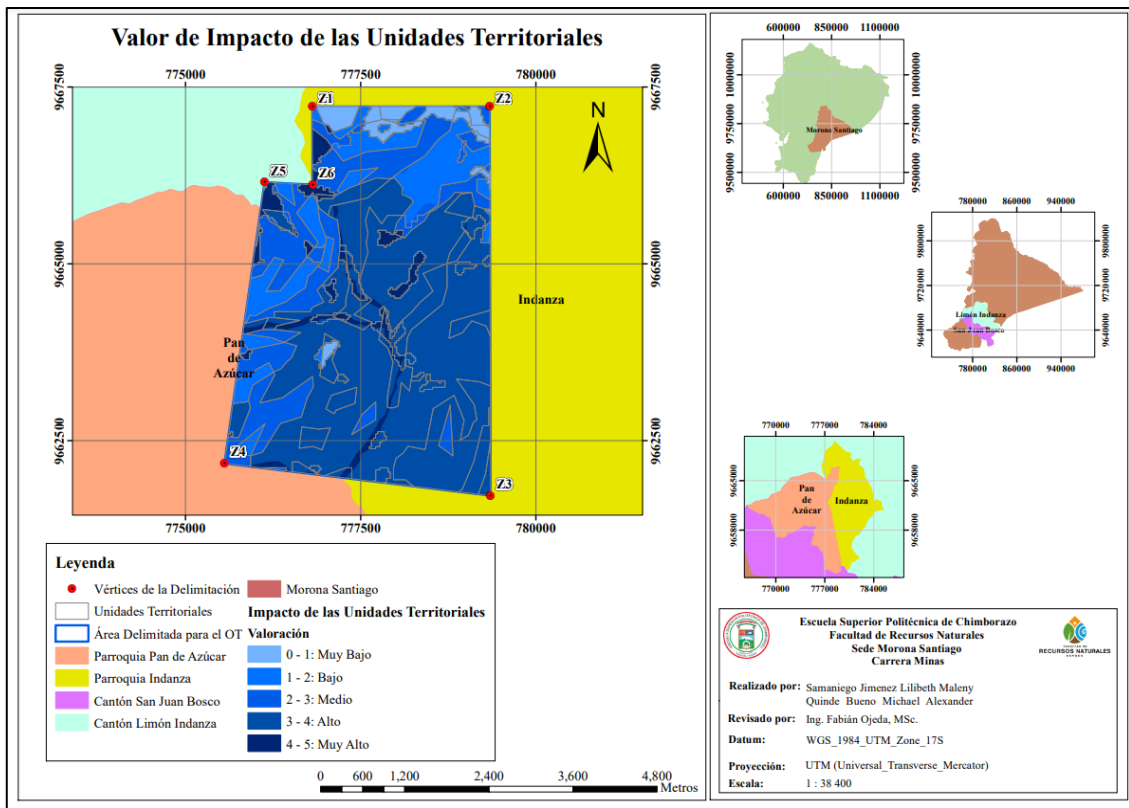 Valor de Impacto de las Unidades Territoriales
775000 777500 780000
9667500 9667500
Z1 Z2
N
Z5
Z6
9665000 9665000
Indanza
Pan
de
Azúcar
9662500 9662500
Z4
Z3
775000 777500 780000
Leyenda
Vértices de la Delimitación
Unidades Territoriales
Área Delimitada para el OT
Parroquia Pan de Azúcar
Parroquia Indanza
Cantón San Juan Bosco
Cantón Limón Indanza
Morona Santiago
Impacto de las Unidades Territoriales
Valoración
0 - 1: Muy Bajo
1 - 2: Bajo
2 - 3: Medio
3 - 4: Alto
4 - 5: Muy Alto
0 600 1,200 2,400 3,600 4,800
Metros
600000 850000 1100000
10000000 10000000
9750000 9750000
Morona Santiago
9500000 9500000
600000 850000 1100000
780000 860000 940000
9800000 9800000
9720000 9720000
Limón Indanza
9640000 9640000
San Juan Bosco
780000 860000 940000
770000 777000 784000
9665000 9665000
Pan
de
Azúcar
Indanza
9658000 9658000
770000 777000 784000
Escuela Superior Politécnica de Chimborazo
Facultad de Recursos Naturales
Sede Morona Santiago
Carrera Minas
RECURSOS NATURALES
Realizado por: Samaniego Jimenez Lilibeth Maleny
Quinde Bueno Michael Alexander
Revisado por: Ing. Fabián Ojeda, MSc.
Datum: WGS_1984_UTM_Zone_17S
Proyección: UTM (Universal_Transverse_Mercator)
Escala: 1 : 38 400